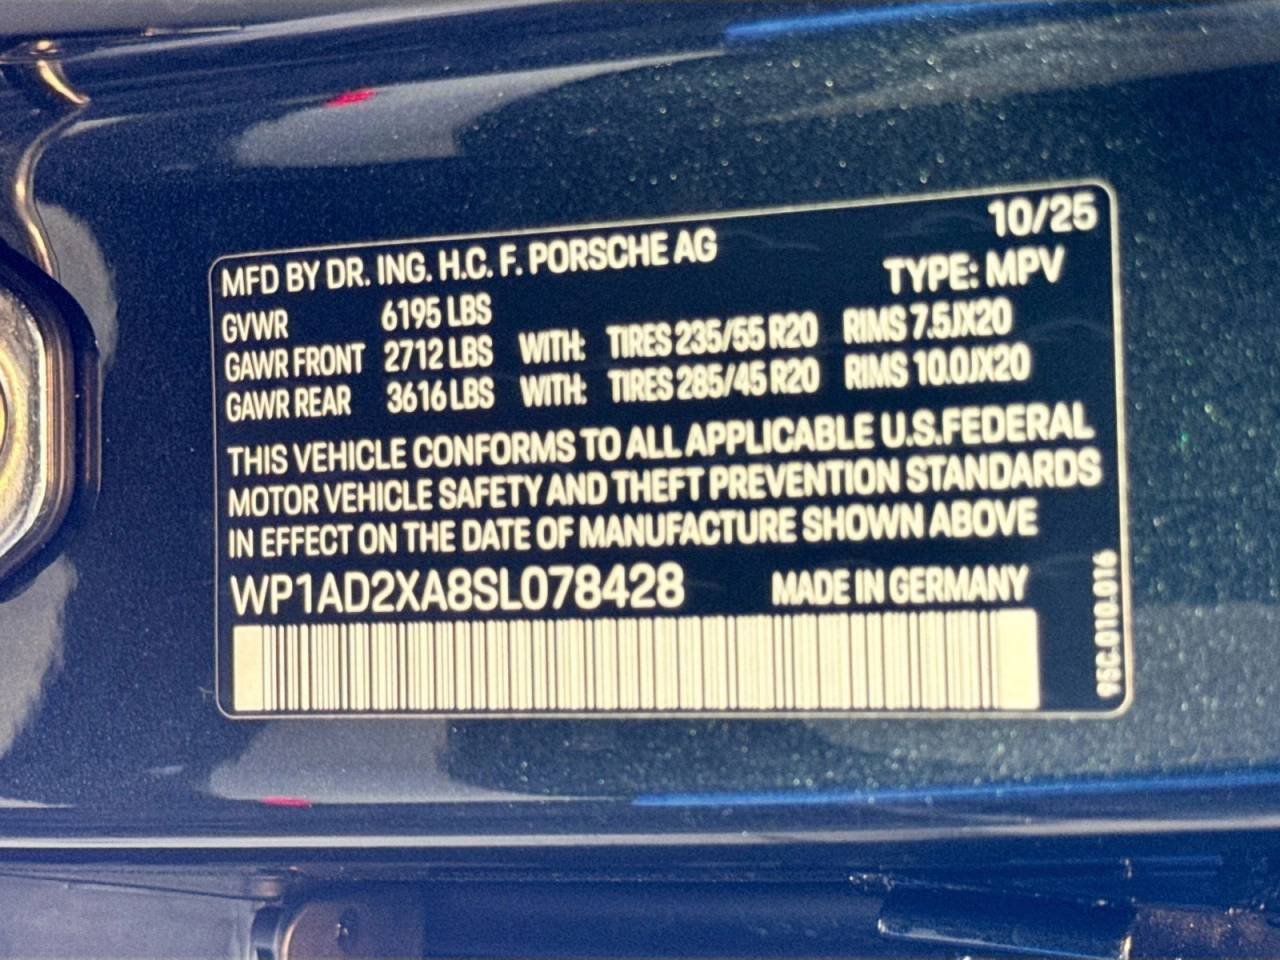 10/25
MFD BY DR. ING. H.C. F. PORSCHE AG
TYPE: MPV
GVWR 6195 LBS
GAWR FRONT 2712 LBS WITH: TIRES 235/55 R20 RIMS 7.5JX20
GAWR REAR 3616 LBS WITH: TIRES 285/45 R20 RIMS 10.0JX20
THIS VEHICLE CONFORMS TO ALL APPLICABLE U.S.FEDERAL
MOTOR VEHICLE SAFETY AND THEFT PREVENTION STANDARDS
IN EFFECT ON THE DATE OF MANUFACTURE SHOWN ABOVE
WP1AD2XA8SL078428 MADE IN GERMANY
95C-010-016